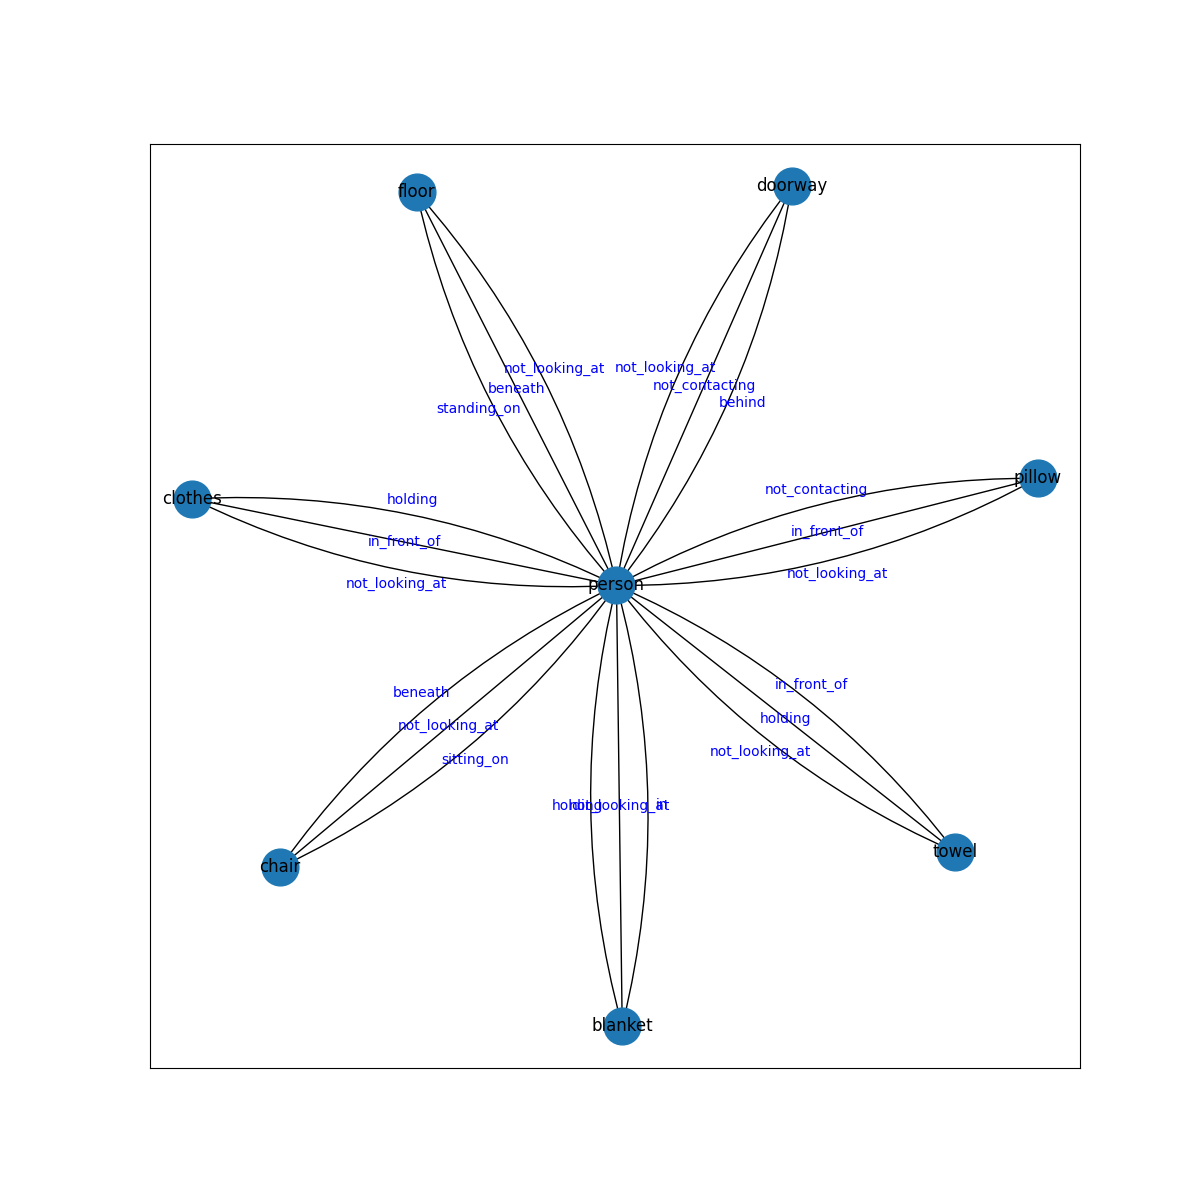 floor
doorway
not_looking_at
not_looking_at
beneath
not_contacting
standing_on
behind
clothes
holding
not_contacting
pillow
in_front_of
in_front_of
not_looking_at
not_looking_at
person
beneath
in_front_of
not_looking_at
holding
sitting_on
not_looking_at
holding
not_looking_at
in
chair
towel
blanket